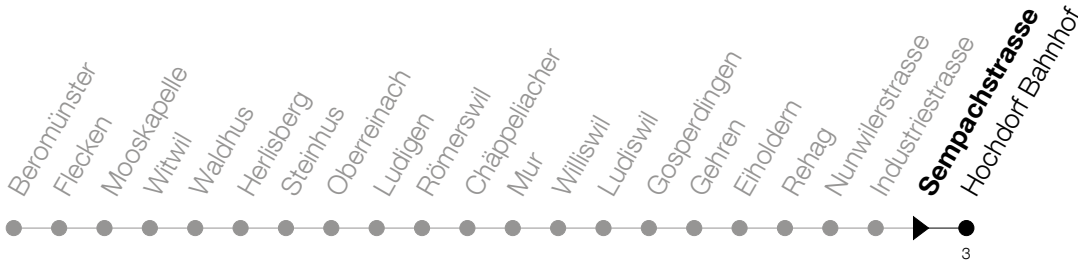 Beromünster
Flecken
Mooskapelle
Witwil
Waldhus
Herlisberg
Steinhus
Oberreinach
Ludigen
Römerswil
Chäppeliacher
Mur
Williswil
Ludiswil
Gosperdingen
Gehren
Eiholdern
Rehag
Nunwilerstrasse
Industriestrasse
Sempachstrasse
Hochdorf Bahnhof
3